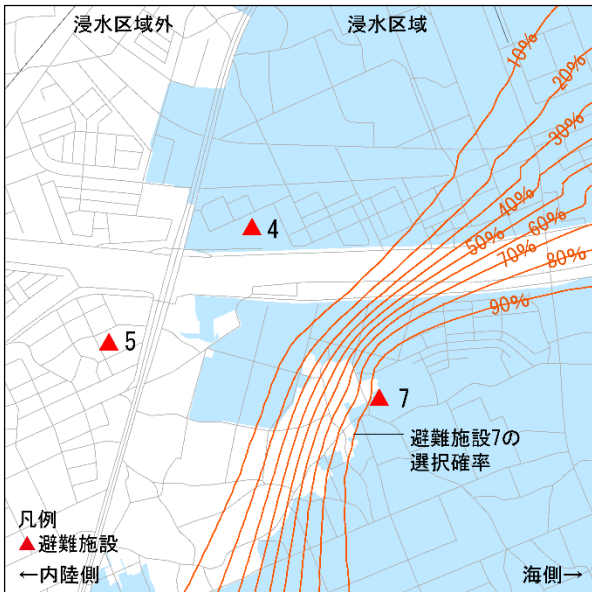 浸水区域外
浸水区域
10%
20%
30%
40%
50%
60%
70%
80%
90%
4
5
7
避難施設7の
選択確率
凡例
▲避難施設
←内陸側
海側→